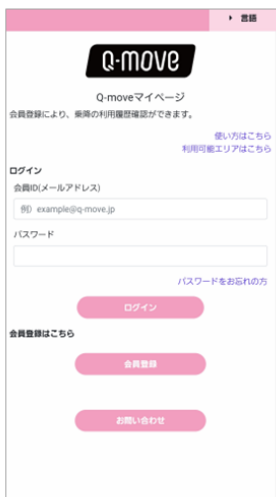 言語
Q-move
Q-moveマイページ
会員登録により、乗降の利用履歴確認ができます。
使い方はこちら
利用可能エリアはこちら
ログイン
会員ID(メールアドレス)
例）example@q-move.jp
パスワード
パスワードをお忘れの方
ログイン
会員登録はこちら
会員登録
お問い合わせ